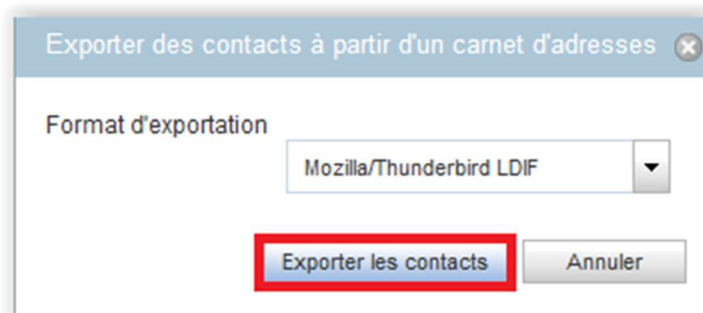 Exporter des contacts à partir d'un carnet d'adresses
Format d'exportation
Mozilla/Thunderbird LDIF
Exporter les contacts Annuler